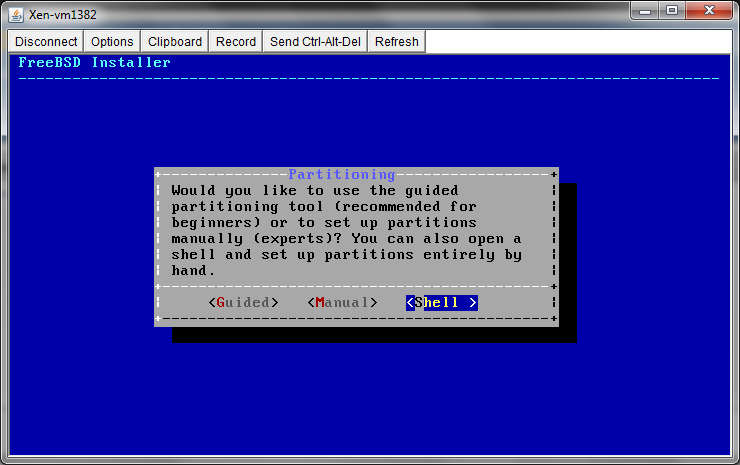 Xen-vm1382
Disconnect Options Clipboard Record Send Ctrl-Alt-Del Refresh
FreeBSD Installer
Partitioning
Would you like to use the guided
partitioning tool (recommended for
beginners) or to set up partitions
manually (experts)? You can also open a
shell and set up partitions entirely by
hand.
<Guided> <Manual> <Shell >